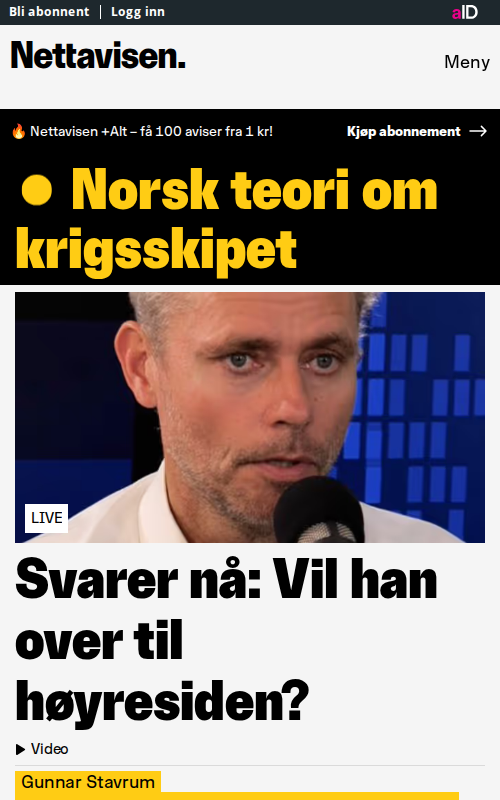 Bli abonnent | Logg inn
aID
Nettavisen.
Meny
🔥 Nettavisen +Alt – få 100 aviser fra 1 kr!
Kjøp abonnement →
Norsk teori om
krigsskipet
LIVE
Svarer nå: Vil han
over til
høyresiden?
Video
Gunnar Stavrum